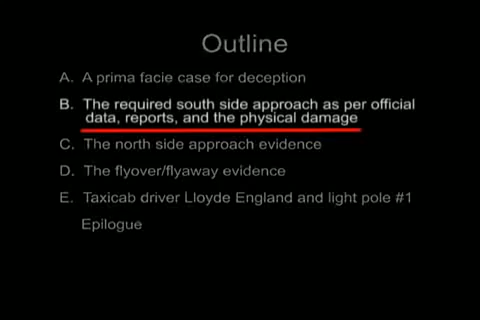 Outline
A. A prima facie case for deception
B. The required south side approach as per official
data, reports, and the physical damage
C. The north side approach evidence
D. The flyover/flyaway evidence
E. Taxicab driver Lloyde England and light pole #1
Epilogue